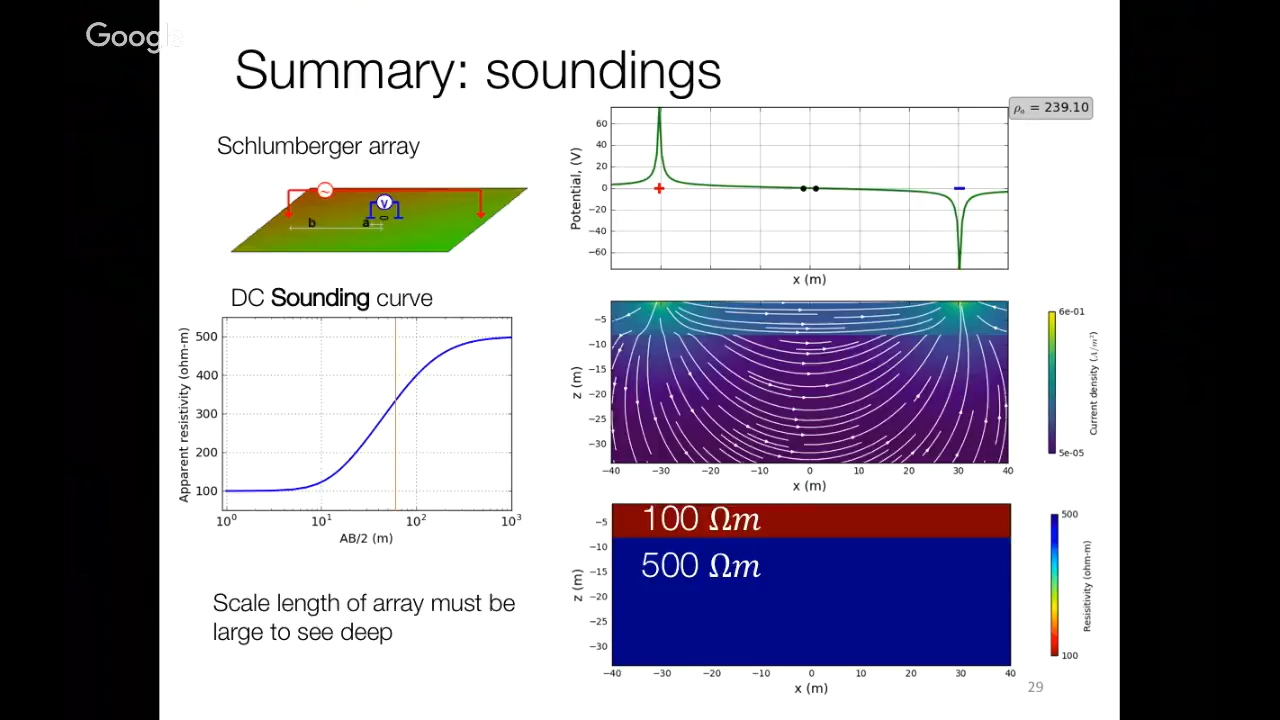 Google
Summary: soundings
Schlumberger array
~
V
b
a
DC Sounding curve
Apparent resistivity (ohm-m)
500
400
300
200
100
10⁰ 10¹ 10² 10³
AB/2 (m)
Scale length of array must be
large to see deep
ρₐ = 239.10
Potential, (V)
60
40
20
0
−20
−40
−60
+
−
x (m)
z (m)
−5
−10
−15
−20
−25
−30
−40 −30 −20 −10 0 10 20 30 40
x (m)
6e-01
Current density (A/m²)
5e-05
100 Ωm
500 Ωm
z (m)
−5
−10
−15
−20
−25
−30
−40 −30 −20 −10 0 10 20 30 40
x (m)
500
Resisitivity (ohm-m)
100
29